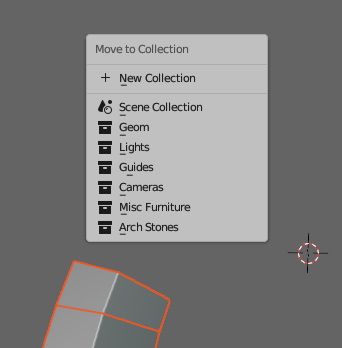 Move to Collection
New Collection
Scene Collection
Geom
Lights
Guides
Cameras
Misc Furniture
Arch Stones